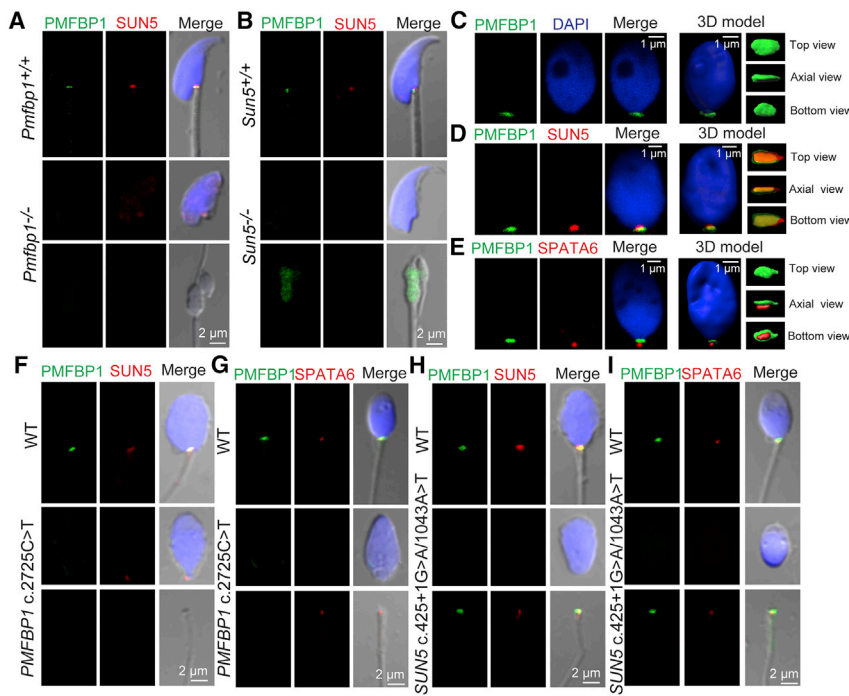 A
PMFBP1 SUN5 Merge
Pmfbp1+/+
Pmfbp1-/-
2 μm
B
PMFBP1 SUN5 Merge
Sun5+/+
Sun5-/-
2 μm
C
PMFBP1 DAPI Merge 3D model
1 μm 1 μm
Top view
Axial view
Bottom view
D
PMFBP1 SUN5 Merge 3D model
1 μm 1 μm
Top view
Axial view
Bottom view
E
PMFBP1 SPATA6 Merge 3D model
1 μm 1 μm
Top view
Axial view
Bottom view
F
PMFBP1 SUN5 Merge
WT
PMFBP1 c.2725C>T
2 μm
G
PMFBP1 SPATA6 Merge
WT
PMFBP1 c.2725C>T
2 μm
H
PMFBP1 SUN5 Merge
WT
SUN5 c.425+1G>A/1043A>T
2 μm
I
PMFBP1 SPATA6 Merge
WT
SUN5 c.425+1G>A/1043A>T
2 μm